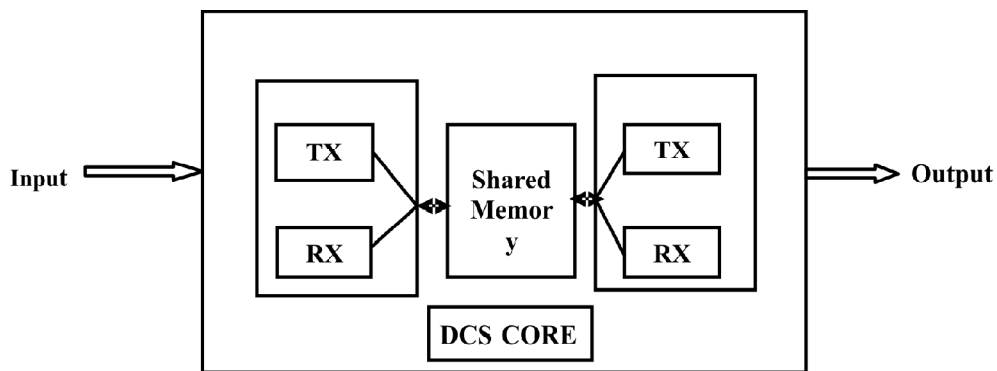 Input
TX
RX
Shared
Memor
y
TX
RX
DCS CORE
Output